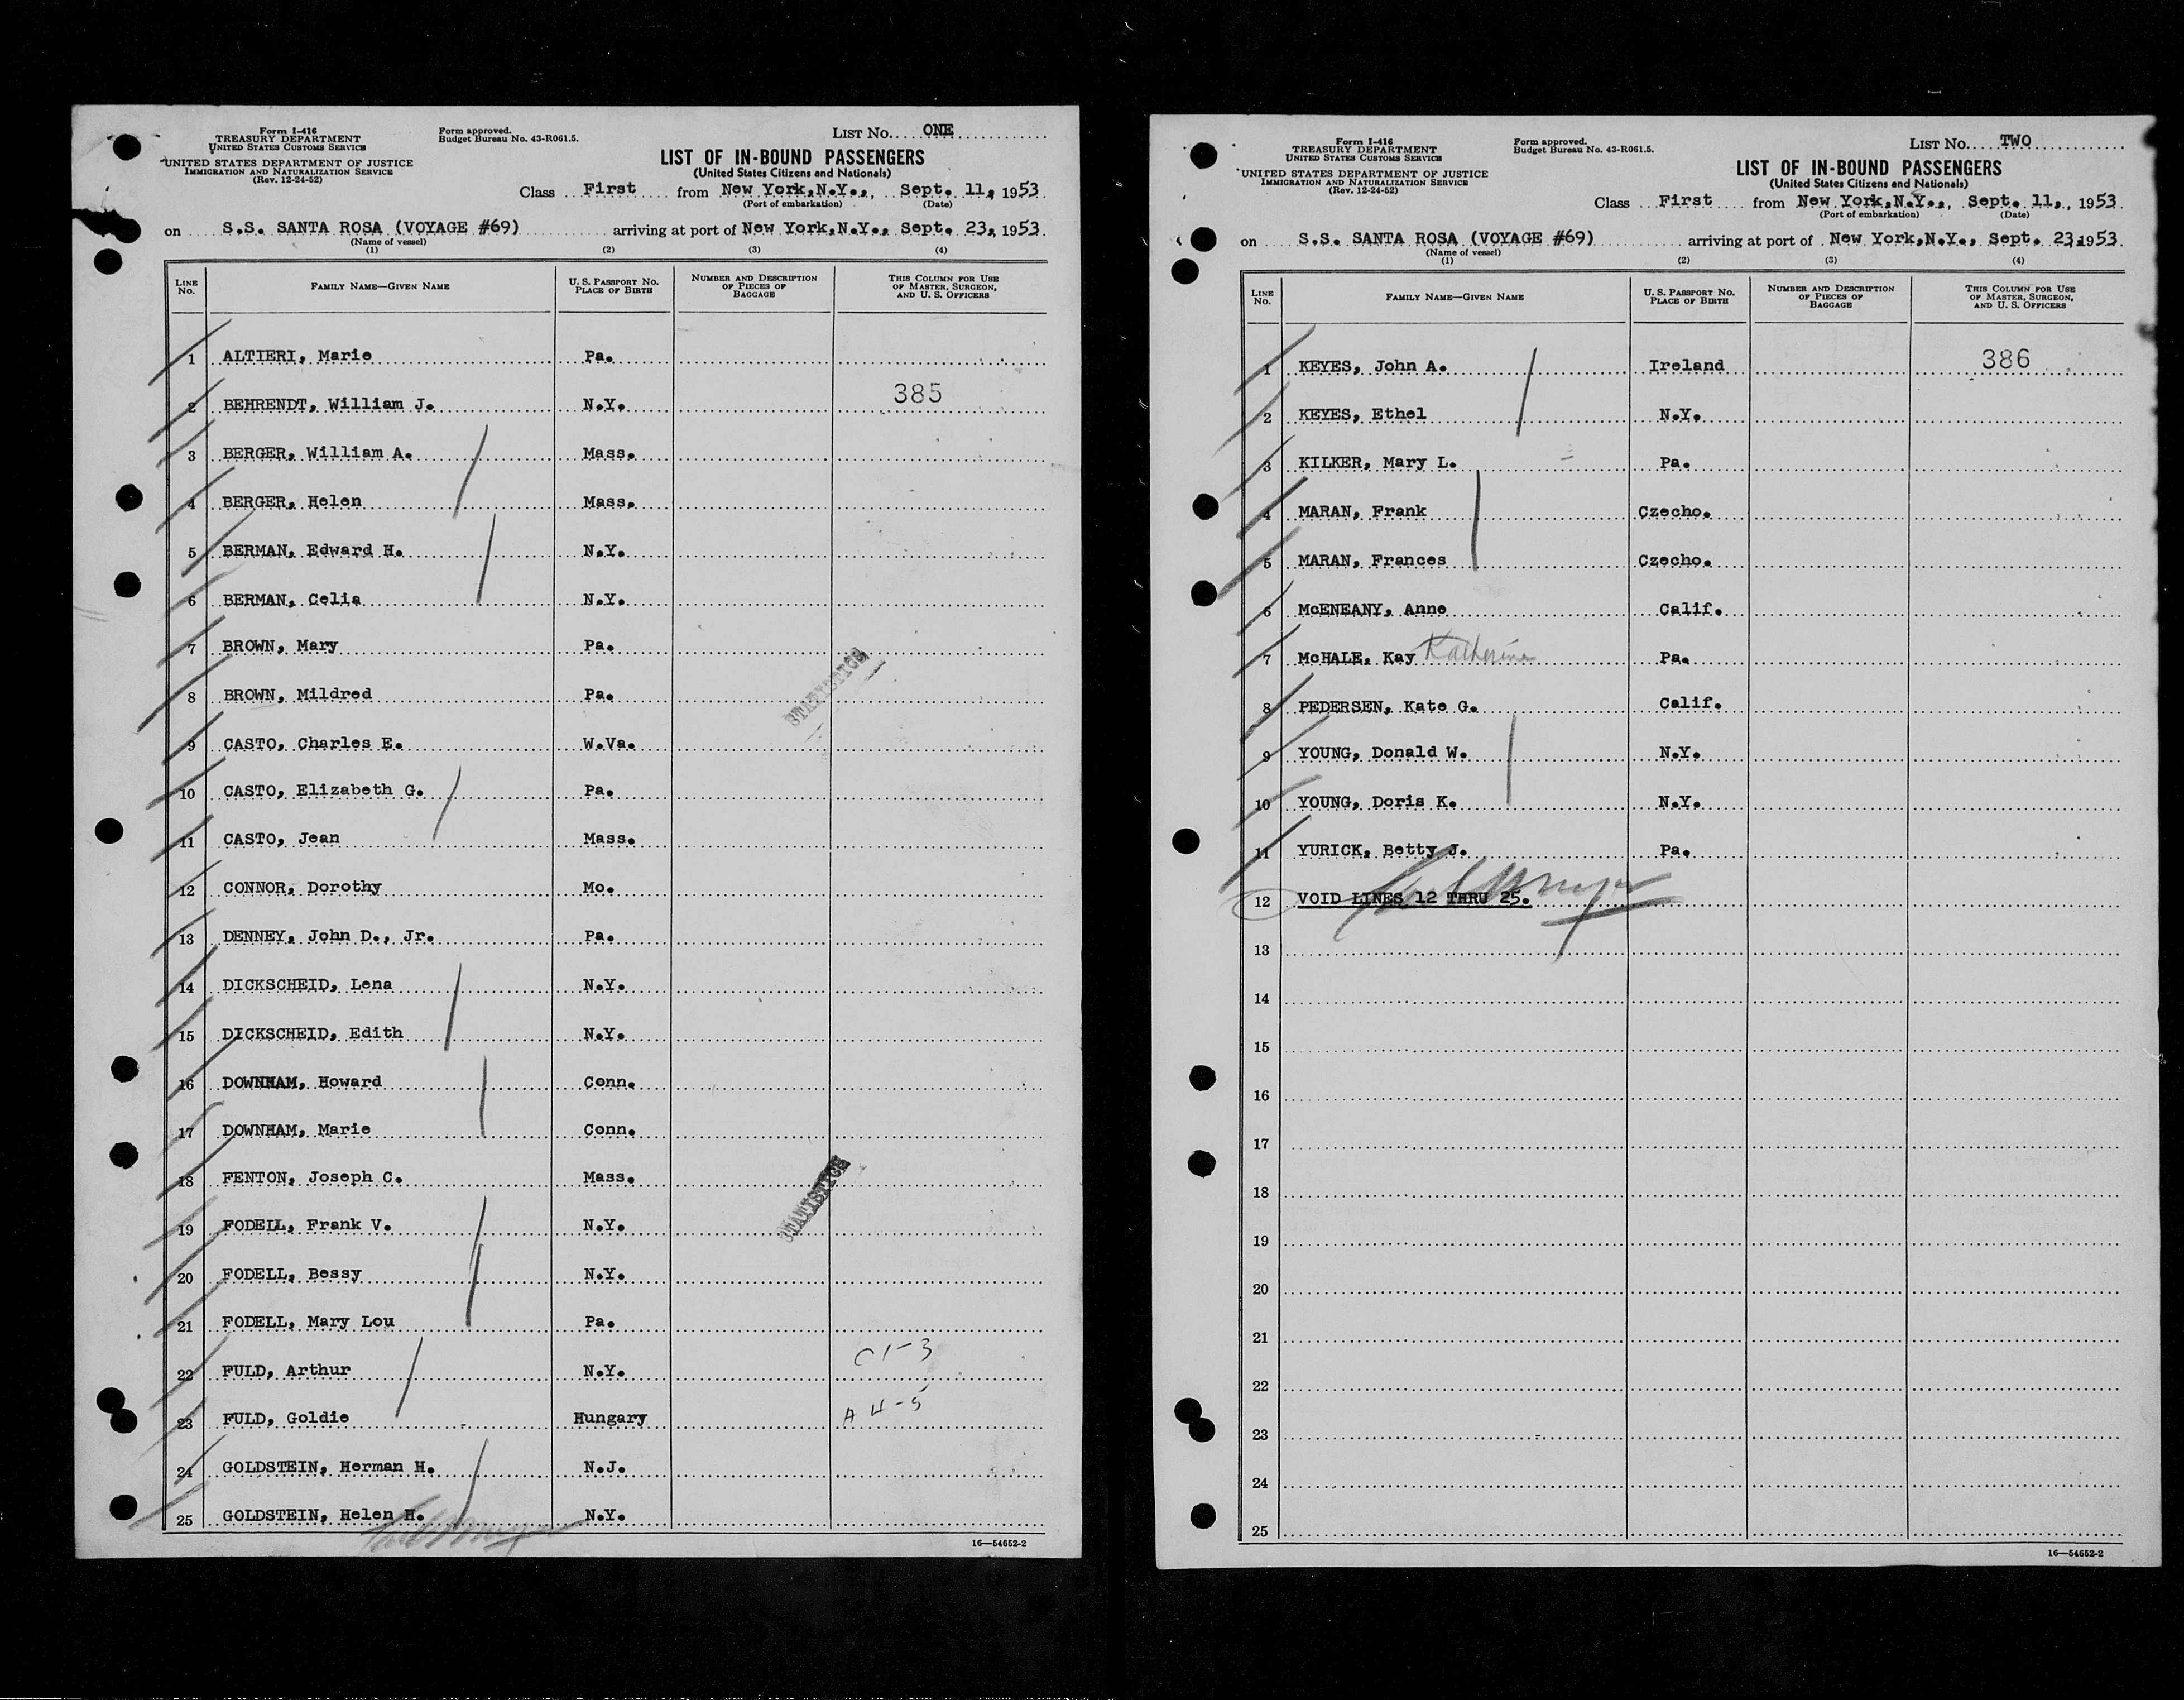 Form I-416
TREASURY DEPARTMENT
UNITED STATES CUSTOMS SERVICE
UNITED STATES DEPARTMENT OF JUSTICE
IMMIGRATION AND NATURALIZATION SERVICE
(Rev. 12-24-52)
Form approved.
Budget Bureau No. 43-R061.5.
LIST NO. ONE
LIST OF IN-BOUND PASSENGERS
(United States Citizens and Nationals)
Class First from New York,N.Y., Sept. 11, 1953
(Port of embarkation) (Date)
on S.S. SANTA ROSA (VOYAGE #69) arriving at port of New York,N.Y., Sept. 23, 1953
(Name of vessel)
(1) (2) (3) (4)
LINE NO. FAMILY NAME—GIVEN NAME U. S. PASSPORT NO. PLACE OF BIRTH NUMBER AND DESCRIPTION OF PIECES OF BAGGAGE THIS COLUMN FOR USE OF MASTER, SURGEON, AND U. S. OFFICERS
1 ALTIERI, Marie Pa.
2 BEHRENDT, William J. N.Y. 385
3 BERGER, William A. Mass.
4 BERGER, Helen Mass.
5 BERMAN, Edward H. N.Y.
6 BERMAN, Celia N.Y.
7 BROWN, Mary Pa.
STATISTICS
8 BROWN, Mildred Pa.
9 CASTO, Charles E. W.Va.
10 CASTO, Elizabeth G. Pa.
11 CASTO, Jean Mass.
12 CONNOR, Dorothy Mo.
13 DENNEY, John D., Jr. Pa.
14 DICKSCHEID, Lena N.Y.
15 DICKSCHEID, Edith N.Y.
16 DOWNHAM, Howard Conn.
17 DOWNHAM, Marie Conn.
18 FENTON, Joseph C. Mass.
STATISTICS
19 FODELL, Frank V. N.Y.
20 FODELL, Bessy N.Y.
21 FODELL, Mary Lou Pa.
22 FULD, Arthur N.Y. C1-3
23 FULD, Goldie Hungary A 4-5
24 GOLDSTEIN, Herman H. N.J.
25 GOLDSTEIN, Helen H. N.Y.
16—54652-2
Form I-416
TREASURY DEPARTMENT
UNITED STATES CUSTOMS SERVICE
UNITED STATES DEPARTMENT OF JUSTICE
IMMIGRATION AND NATURALIZATION SERVICE
(Rev. 12-24-52)
Form approved.
Budget Bureau No. 43-R061.5.
LIST NO. TWO
LIST OF IN-BOUND PASSENGERS
(United States Citizens and Nationals)
Class First from New York,N.Y., Sept. 11, 1953
(Port of embarkation) (Date)
on S.S. SANTA ROSA (VOYAGE #69) arriving at port of New York,N.Y., Sept. 23,1953
(Name of vessel)
(1) (2) (3) (4)
LINE NO. FAMILY NAME—GIVEN NAME U. S. PASSPORT NO. PLACE OF BIRTH NUMBER AND DESCRIPTION OF PIECES OF BAGGAGE THIS COLUMN FOR USE OF MASTER, SURGEON, AND U. S. OFFICERS
1 KEYES, John A. Ireland 386
2 KEYES, Ethel N.Y.
3 KILKER, Mary L. Pa.
4 MARAN, Frank Czecho.
5 MARAN, Frances Czecho.
6 McENEANY, Anne Calif.
7 McHALE, Kay Katherine Pa.
8 PEDERSEN, Kate G. Calif.
9 YOUNG, Donald W. N.Y.
10 YOUNG, Doris K. N.Y.
11 YURICK, Betty J. Pa.
12 VOID LINES 12 THRU 25.
13
14
15
16
17
18
19
20
21
22
23
24
25
16—54652-2